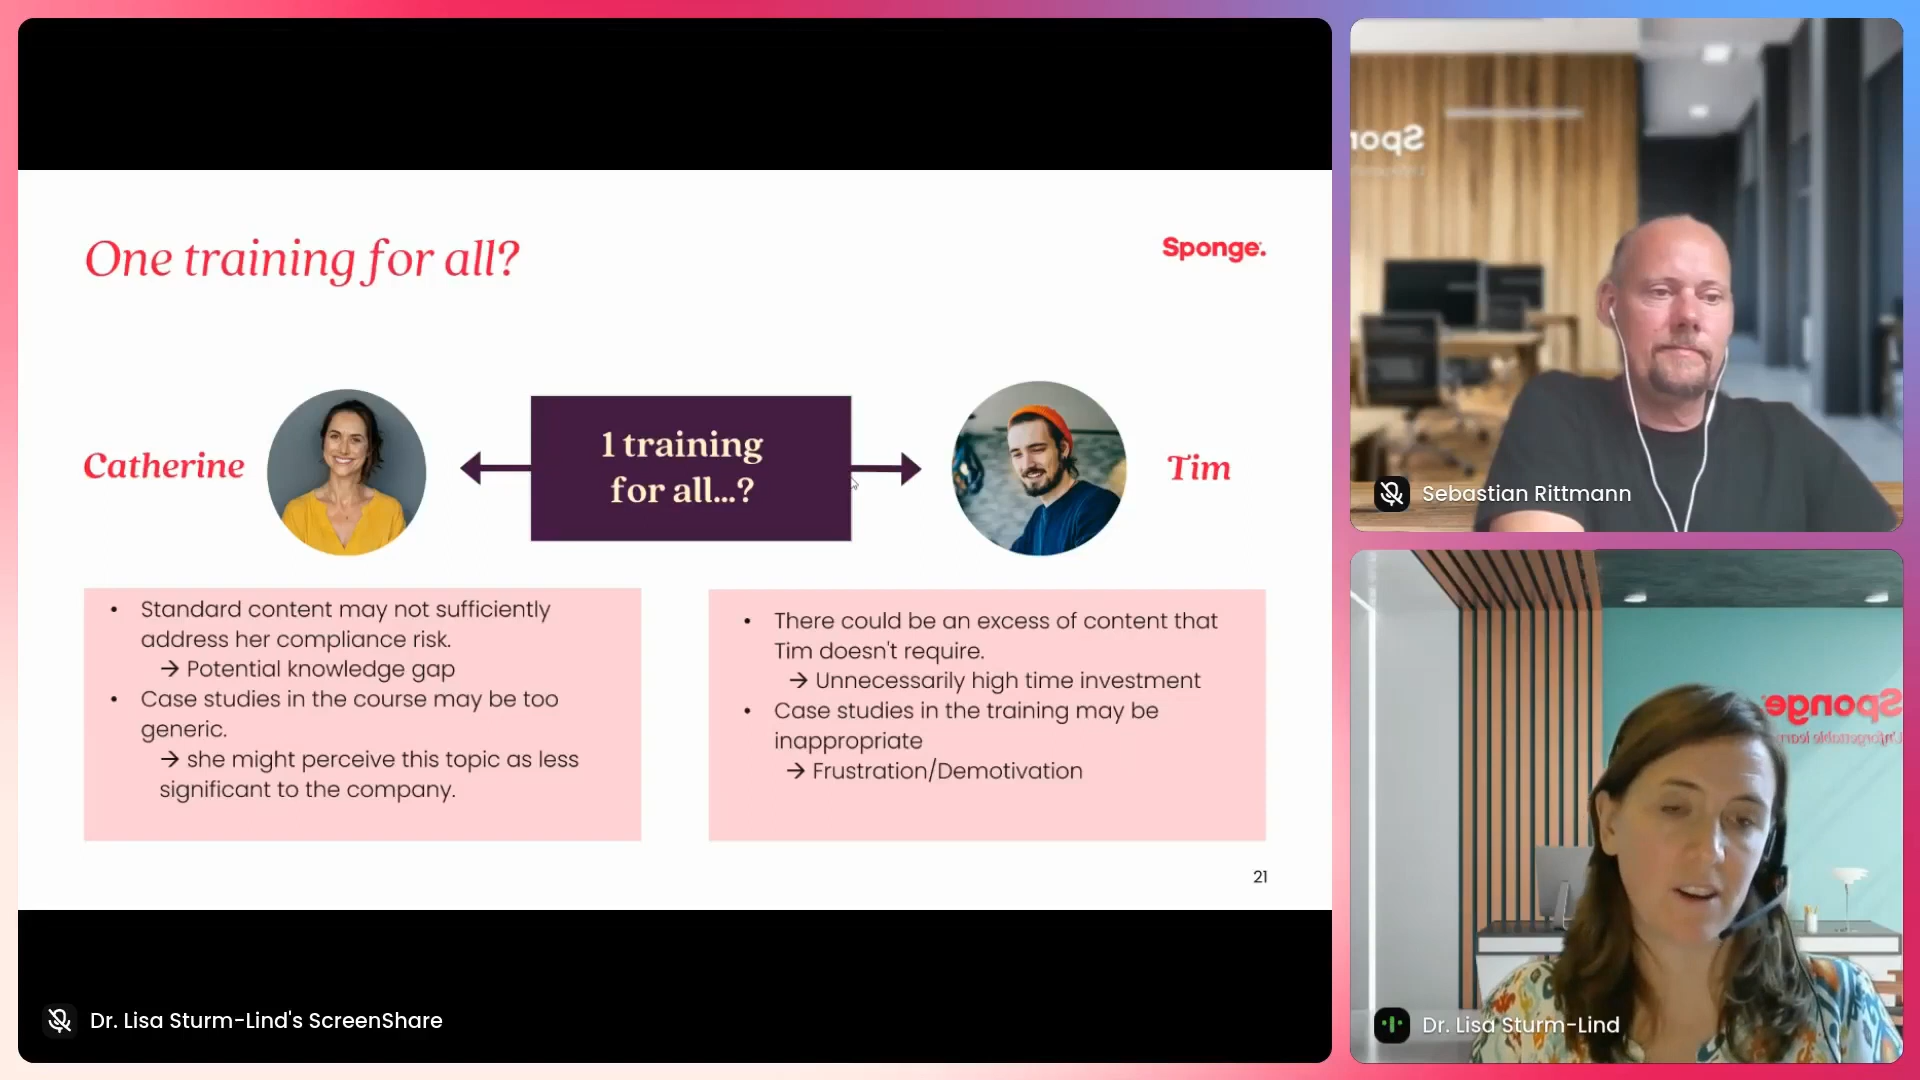 One training for all?
Sponge.
Catherine
1 training
for all...?
Tim
• Standard content may not sufficiently
address her compliance risk.
→ Potential knowledge gap
• Case studies in the course may be too
generic.
→ she might perceive this topic as less
significant to the company.
• There could be an excess of content that
Tim doesn't require.
→ Unnecessarily high time investment
• Case studies in the training may be
inappropriate
→ Frustration/Demotivation
21
Dr. Lisa Sturm-Lind's ScreenShare
Spon
Sebastian Rittmann
Sponge
Unforgettable learn
Dr. Lisa Sturm-Lind